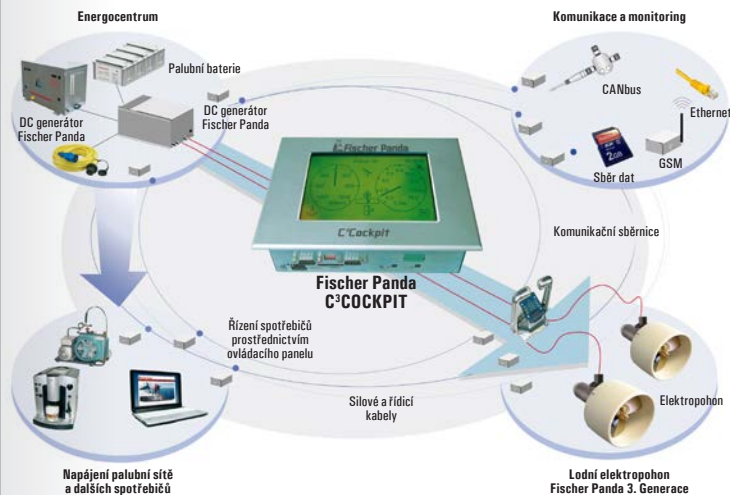 Energocentrum
Komunikace a monitoring
Palubní baterie
DC generátor
Fischer Panda
DC generátor
Fischer Panda
CANbus
Ethernet
GSM
2GB
Sběr dat
Fischer Panda
C³Cockpit
Komunikační sběrnice
Fischer Panda
C³COCKPIT
Řízení spotřebičů
prostřednictvím
ovládacího panelu
Silové a řídicí
kabely
Elektropohon
Napájení palubní sítě
a dalších spotřebičů
Lodní elektropohon
Fischer Panda 3. Generace